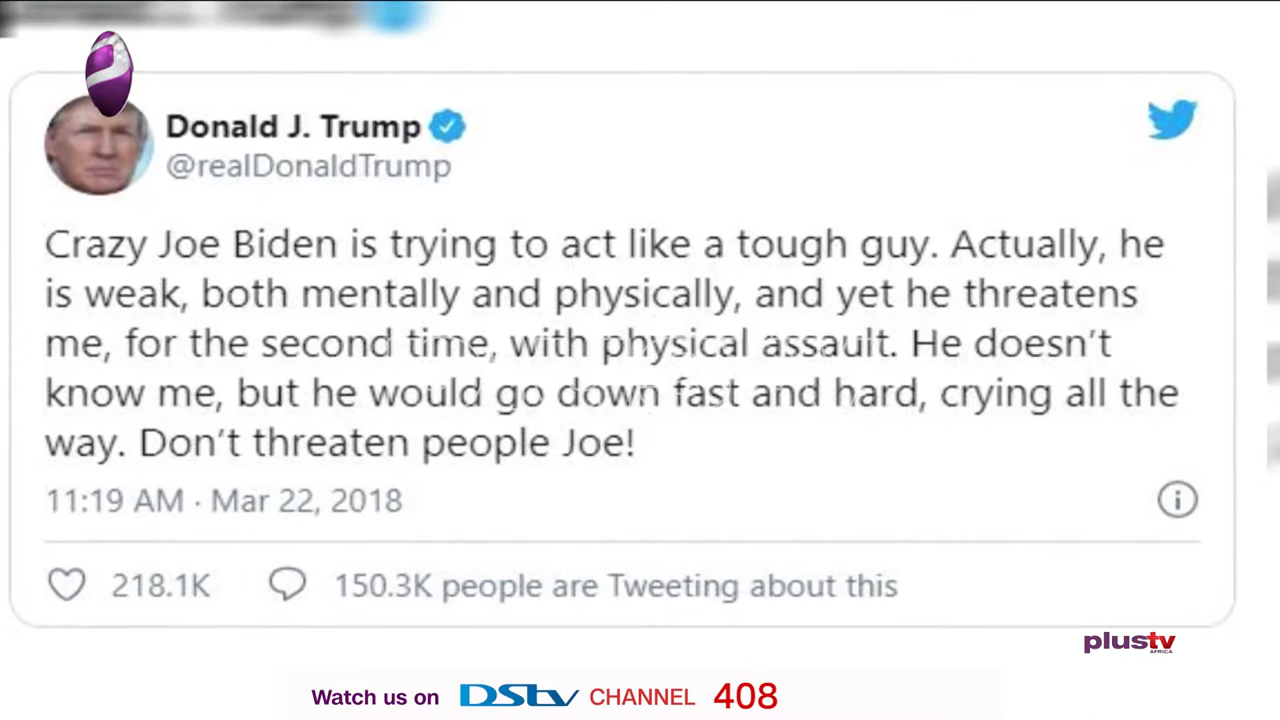 Donald J. Trump
@realDonaldTrump
Crazy Joe Biden is trying to act like a tough guy. Actually, he
is weak, both mentally and physically, and yet he threatens
me, for the second time, with physical assault. He doesn’t
know me, but he would go down fast and hard, crying all the
way. Don’t threaten people Joe!
11:19 AM · Mar 22, 2018
218.1K 150.3K people are Tweeting about this
plustv
AFRICA
Watch us on DStv CHANNEL 408